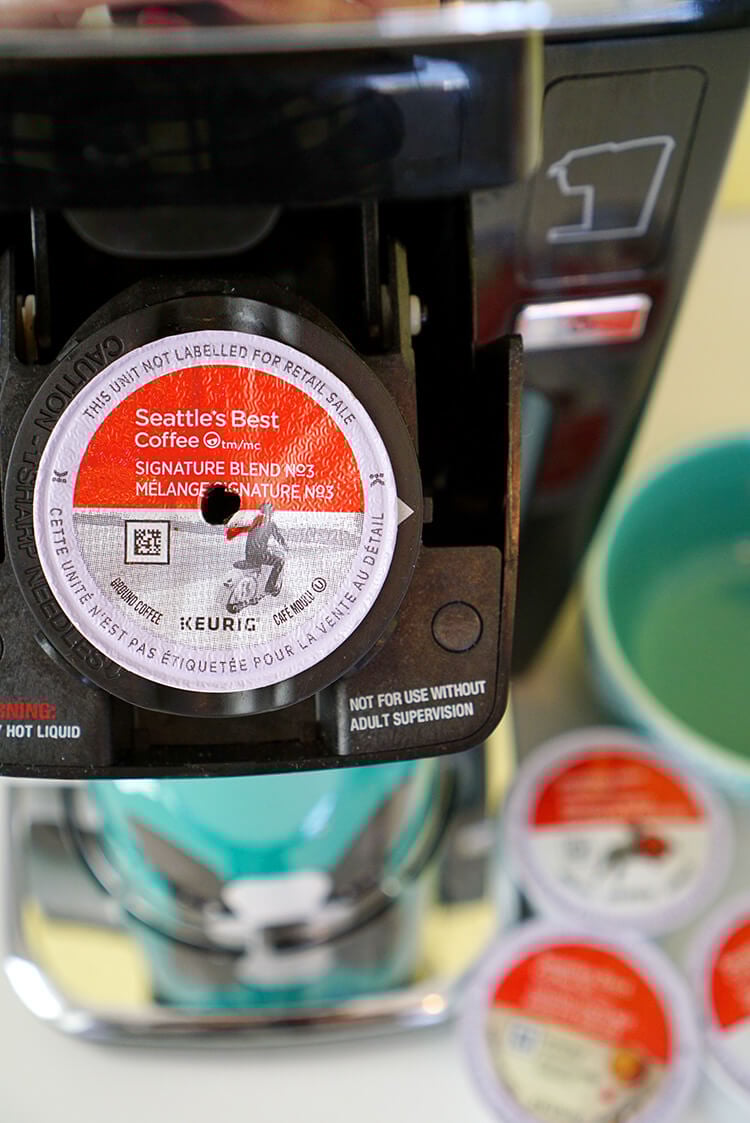 THIS UNIT NOT LABELLED FOR RETAIL SALE
Seattle's Best
Coffee tm/mc
SIGNATURE BLEND Nº3
MÉLANGE SIGNATURE Nº3
GROUND COFFEE
KEURIG
CAFÉ MOULU U
CETTE UNITÉ N'EST PAS ÉTIQUETÉE POUR LA VENTE AU DÉTAIL
CAUTION - SHARP NEEDLES
HOT LIQUID
NOT FOR USE WITHOUT
ADULT SUPERVISION